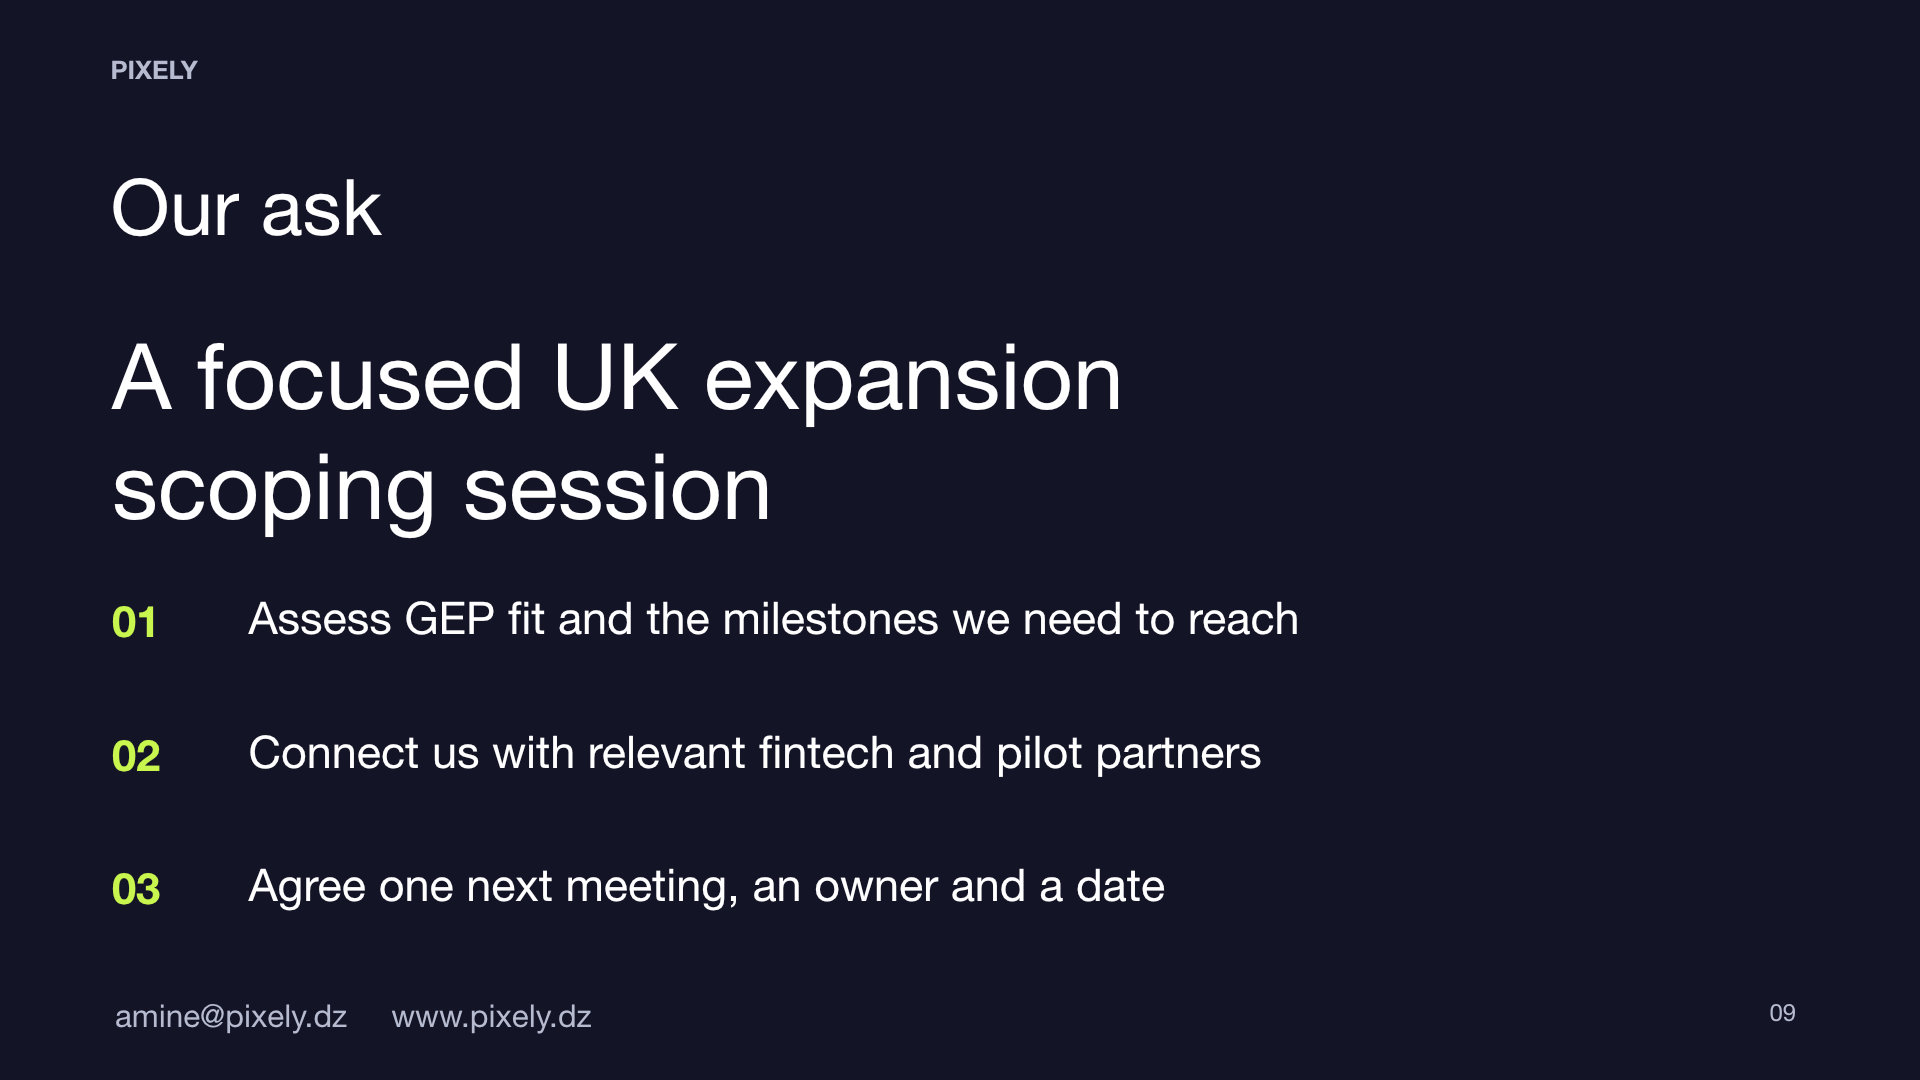 PIXELY
Our ask
A focused UK expansion
scoping session
01 Assess GEP fit and the milestones we need to reach
02 Connect us with relevant fintech and pilot partners
03 Agree one next meeting, an owner and a date
amine@pixely.dz www.pixely.dz
09